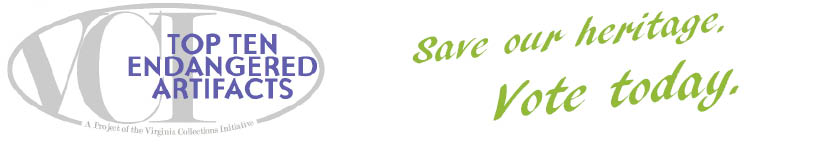 VCI
TOP TEN
ENDANGERED
ARTIFACTS
A Project of the Virginia Collections Initiative
Save our heritage.
Vote today.